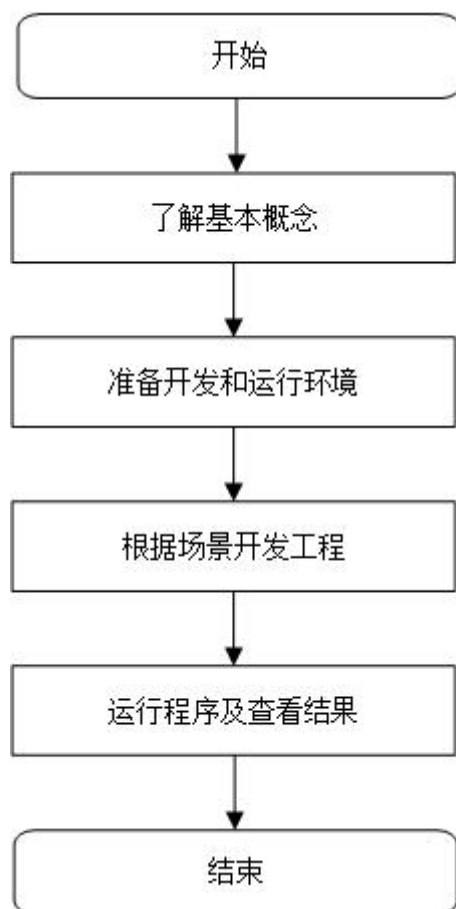 开始
了解基本概念
准备开发和运行环境
根据场景开发工程
运行程序及查看结果
结束